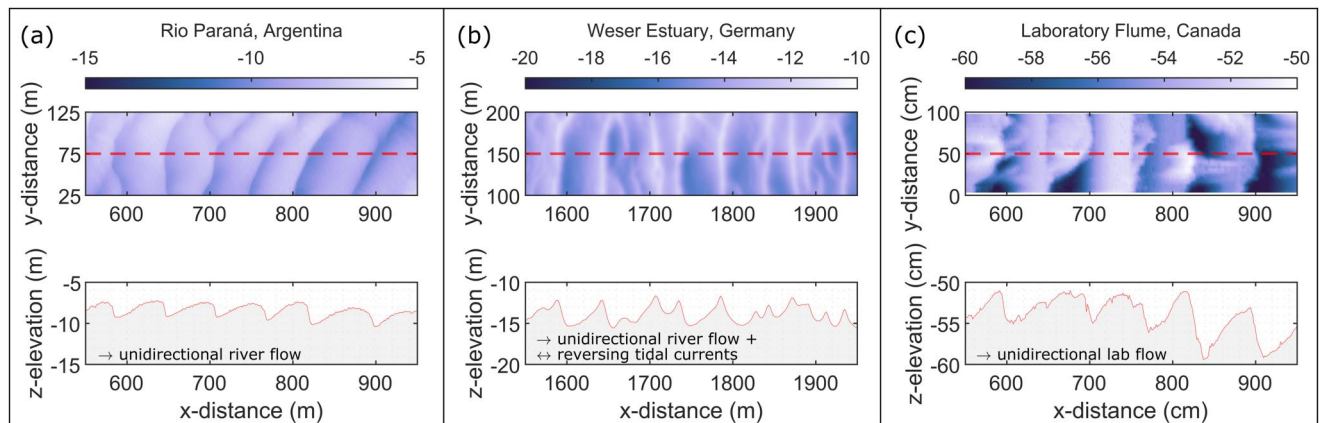 (a)
Rio Paraná, Argentina
-15 -10 -5
y-distance (m)
125
75
25
600 700 800 900
z-elevation (m)
-5
-10
-15
→ unidirectional river flow
600 700 800 900
x-distance (m)
(b)
Weser Estuary, Germany
-20 -18 -16 -14 -12 -10
y-distance (m)
200
150
100
1600 1700 1800 1900
z-elevation (m)
-10
-15
-20
→ unidirectional river flow +
↔ reversing tidal currents
1600 1700 1800 1900
x-distance (m)
(c)
Laboratory Flume, Canada
-60 -58 -56 -54 -52 -50
y-distance (cm)
100
50
0
600 700 800 900
z-elevation (cm)
-50
-55
-60
→ unidirectional lab flow
600 700 800 900
x-distance (cm)